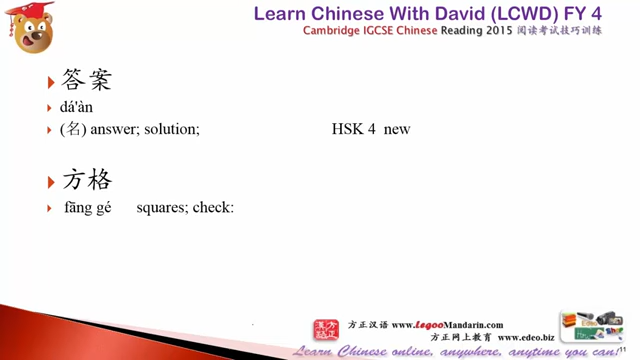 Learn Chinese With David (LCWD) FY 4
Cambridge IGCSE Chinese Reading 2015 阅读考试技巧训练
答案
dá'àn
(名) answer; solution; HSK 4 new
方格
fāng gé squares; check:
方正汉语 www.LegooMandarin.com
方正网上教育 www.edeo.biz
Learn Chinese online, anywhere, anytime you can!
11